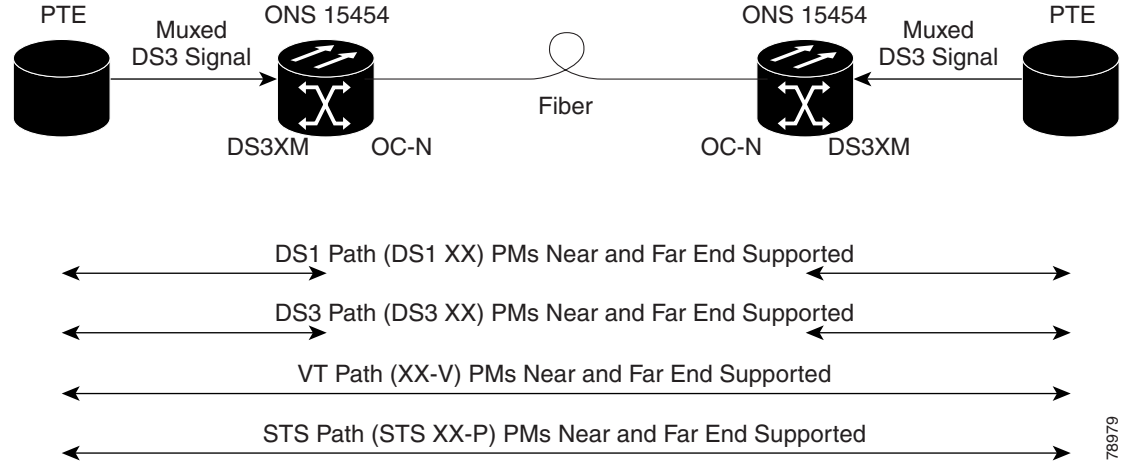 PTE
ONS 15454
ONS 15454
PTE
Muxed
DS3 Signal
Muxed
DS3 Signal
Fiber
DS3XM
OC-N
OC-N
DS3XM
DS1 Path (DS1 XX) PMs Near and Far End Supported
DS3 Path (DS3 XX) PMs Near and Far End Supported
VT Path (XX-V) PMs Near and Far End Supported
STS Path (STS XX-P) PMs Near and Far End Supported
78979